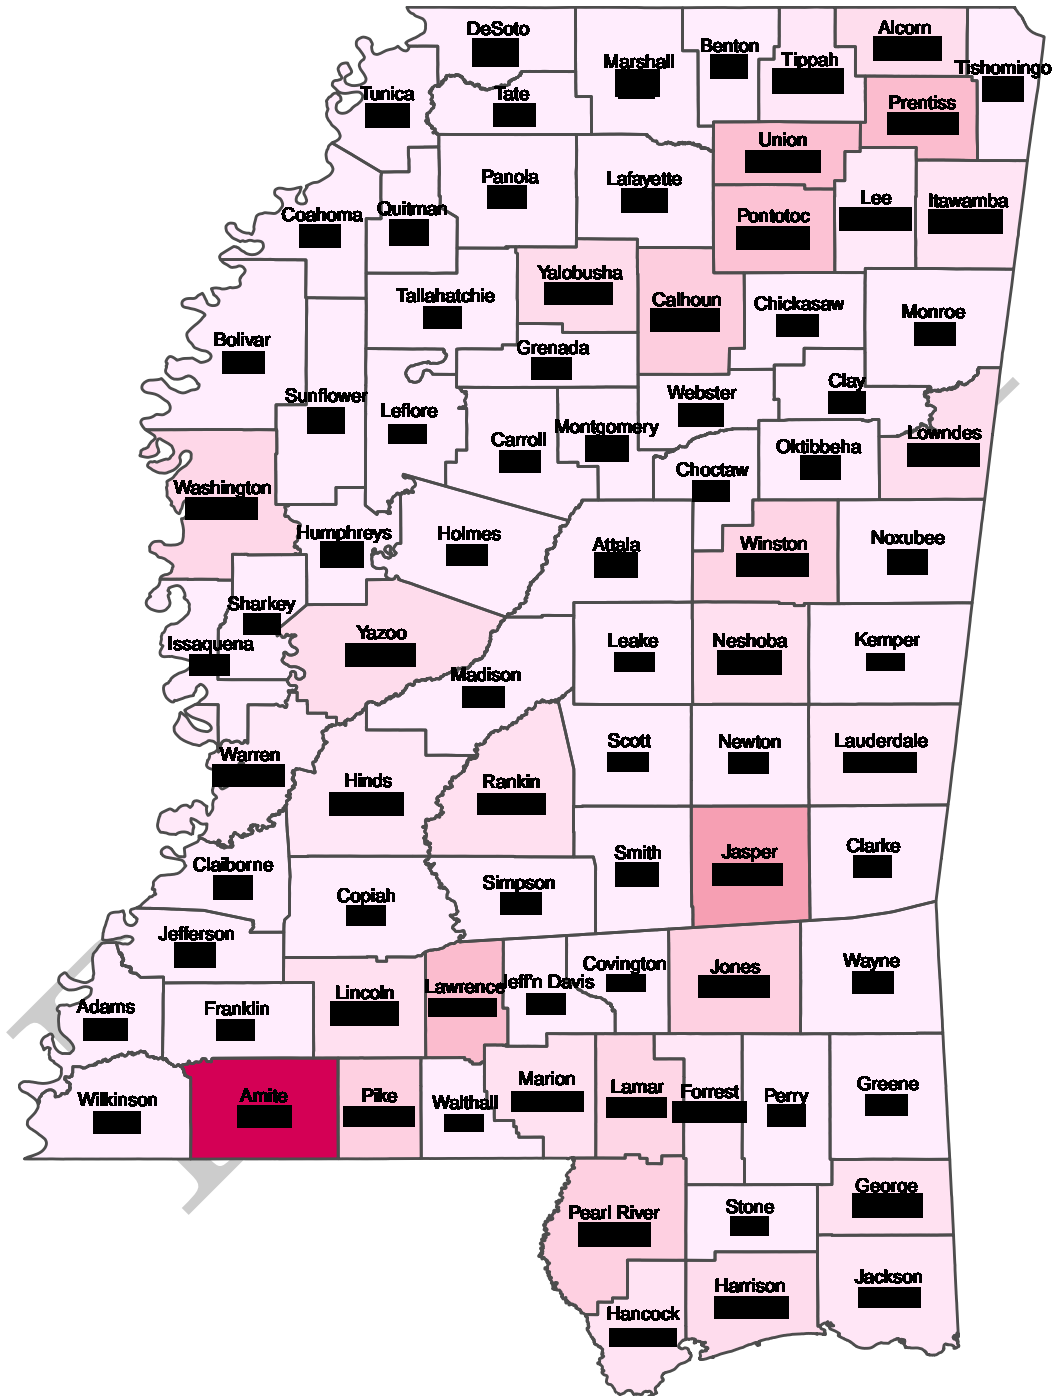 DeSoto
Marshall
Benton
Tippah
Alcorn
Tishomingo
Tunica
Tate
Prentiss
Union
Panola
Lafayette
Lee
Itawamba
Coahoma
Quitman
Pontotoc
Yalobusha
Calhoun
Chickasaw
Monroe
Tallahatchie
Bolivar
Grenada
Sunflower
Leflore
Webster
Clay
Carroll
Montgomery
Choctaw
Oktibbeha
Lowndes
Washington
Humphreys
Holmes
Attala
Winston
Noxubee
Sharkey
Issaquena
Yazoo
Leake
Neshoba
Kemper
Madison
Warren
Hinds
Rankin
Scott
Newton
Lauderdale
Claiborne
Copiah
Simpson
Smith
Jasper
Clarke
Jefferson
Adams
Franklin
Lincoln
Lawrence
Jeff'n Davis
Covington
Jones
Wayne
Wilkinson
Amite
Pike
Walthall
Marion
Lamar
Forrest
Perry
Greene
Pearl River
Stone
George
Hancock
Harrison
Jackson